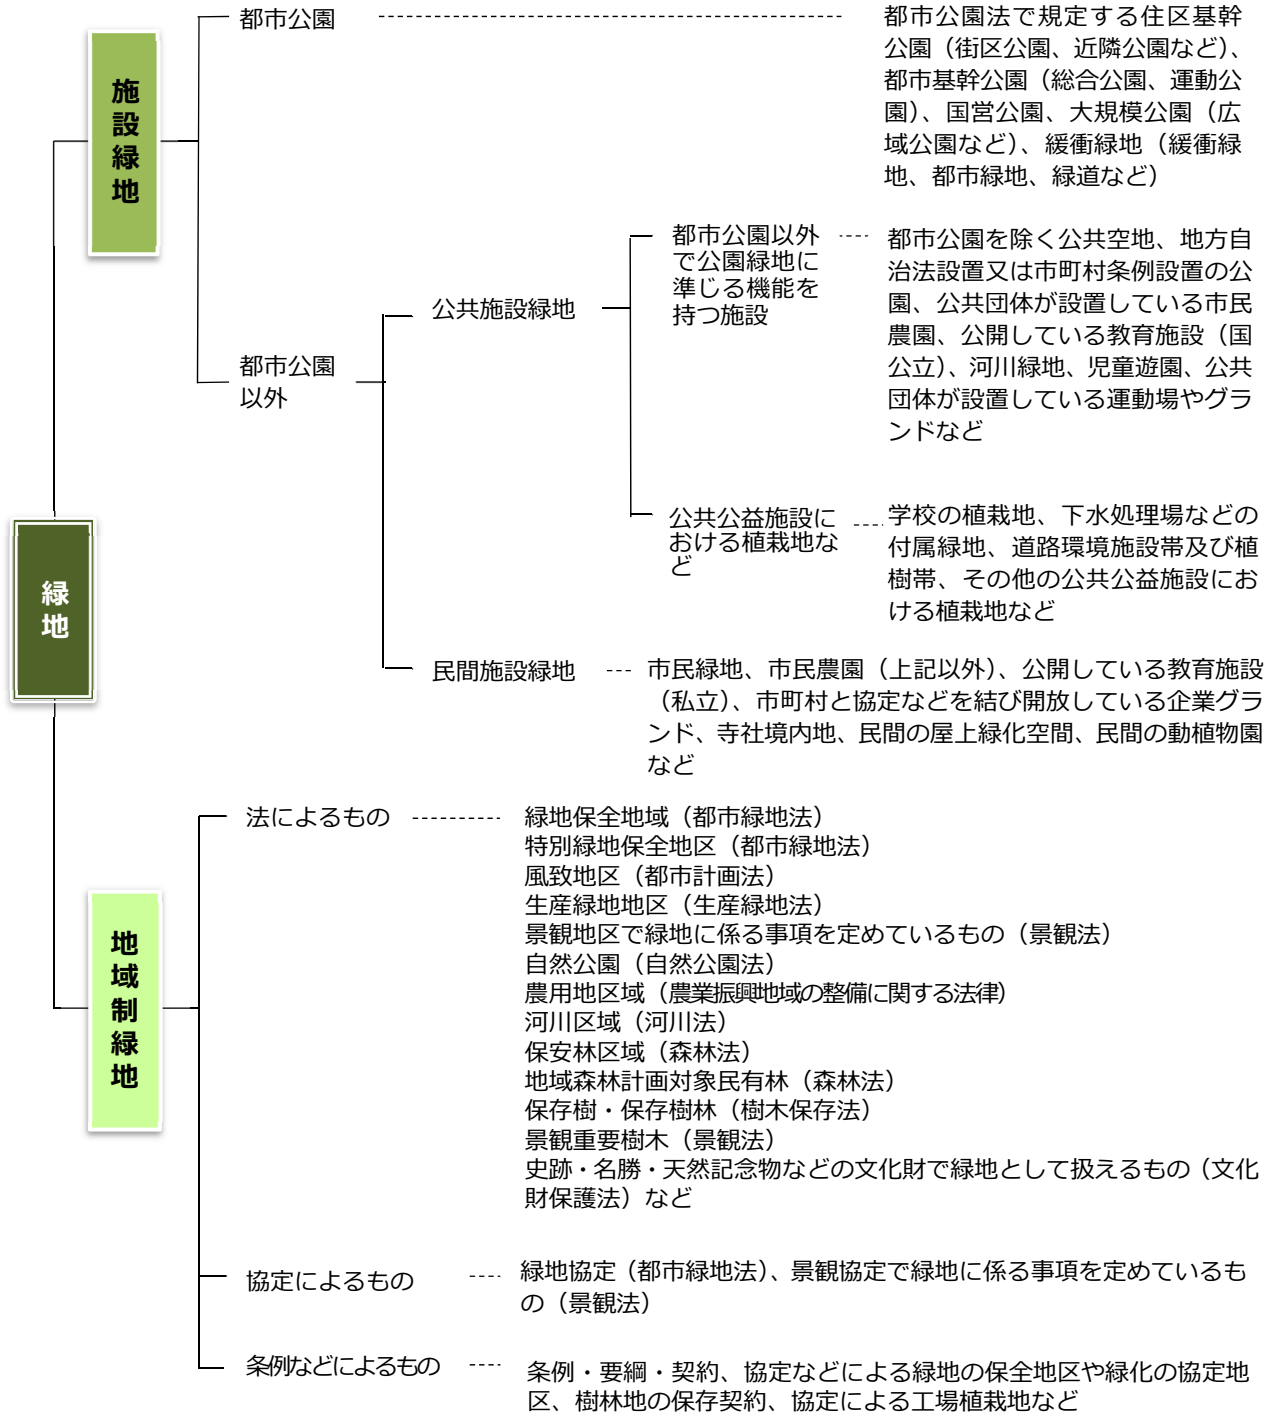 緑地
施設緑地
都市公園
都市公園法で規定する住区基幹
公園（街区公園、近隣公園など）、
都市基幹公園（総合公園、運動公
園）、国営公園、大規模公園（広
域公園など）、緩衝緑地（緩衝緑
地、都市緑地、緑道など）
都市公園
以外
公共施設緑地
都市公園以外
で公園緑地に
準じる機能を
持つ施設
都市公園を除く公共空地、地方自
治法設置又は市町村条例設置の公
園、公共団体が設置している市民
農園、公開している教育施設（国
公立）、河川緑地、児童遊園、公共
団体が設置している運動場やグラ
ンドなど
公共公益施設に
おける植栽地な
ど
学校の植栽地、下水処理場などの
付属緑地、道路環境施設帯及び植
樹帯、その他の公共公益施設にお
ける植栽地など
民間施設緑地
市民緑地、市民農園（上記以外）、公開している教育施設
（私立）、市町村と協定などを結び開放している企業グラ
ンド、寺社境内地、民間の屋上緑化空間、民間の動植物園
など
地域制緑地
法によるもの
緑地保全地域（都市緑地法）
特別緑地保全地区（都市緑地法）
風致地区（都市計画法）
生産緑地地区（生産緑地法）
景観地区で緑地に係る事項を定めているもの（景観法）
自然公園（自然公園法）
農用地区域（農業振興地域の整備に関する法律）
河川区域（河川法）
保安林区域（森林法）
地域森林計画対象民有林（森林法）
保存樹・保存樹林（樹木保存法）
景観重要樹木（景観法）
史跡・名勝・天然記念物などの文化財で緑地として扱えるもの（文化
財保護法）など
協定によるもの
緑地協定（都市緑地法）、景観協定で緑地に係る事項を定めているも
の（景観法）
条例などによるもの
条例・要綱・契約、協定などによる緑地の保全地区や緑化の協定地
区、樹林地の保存契約、協定による工場植栽地など